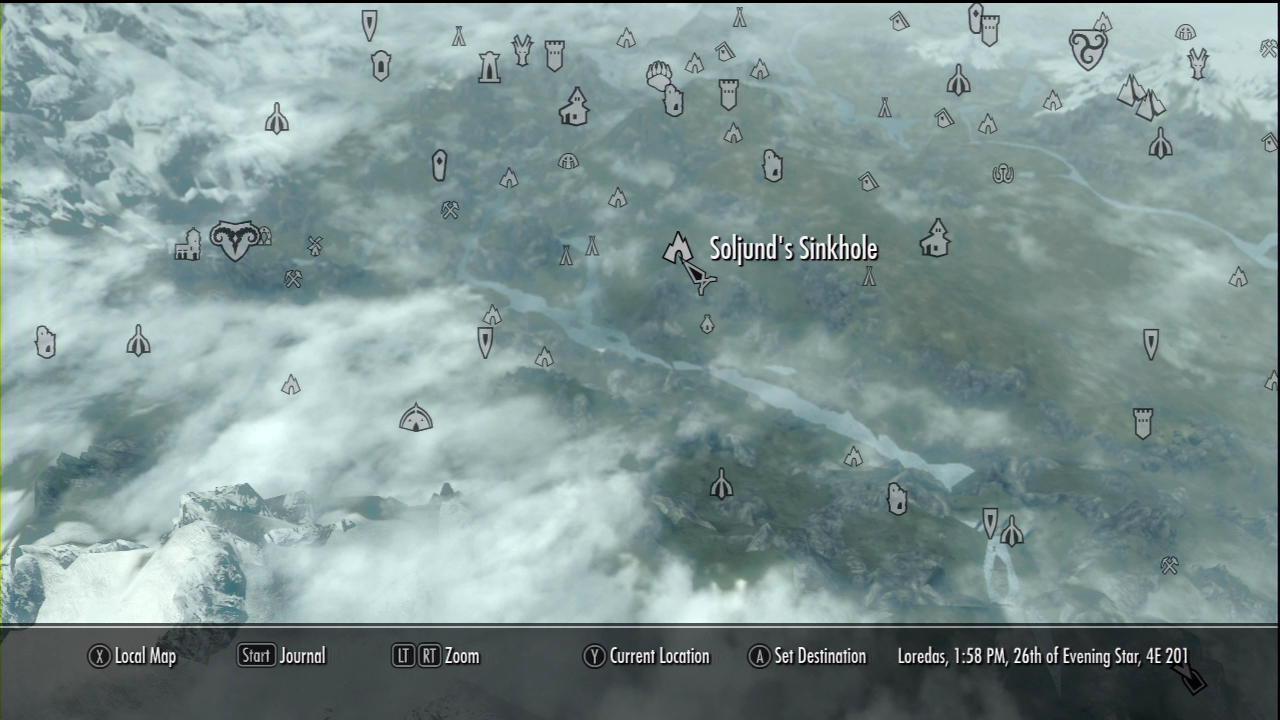 Soljund's Sinkhole
X Local Map Start Journal LT RT Zoom Y Current Location A Set Destination Loredas, 1:58 PM, 26th of Evening Star, 4E 201